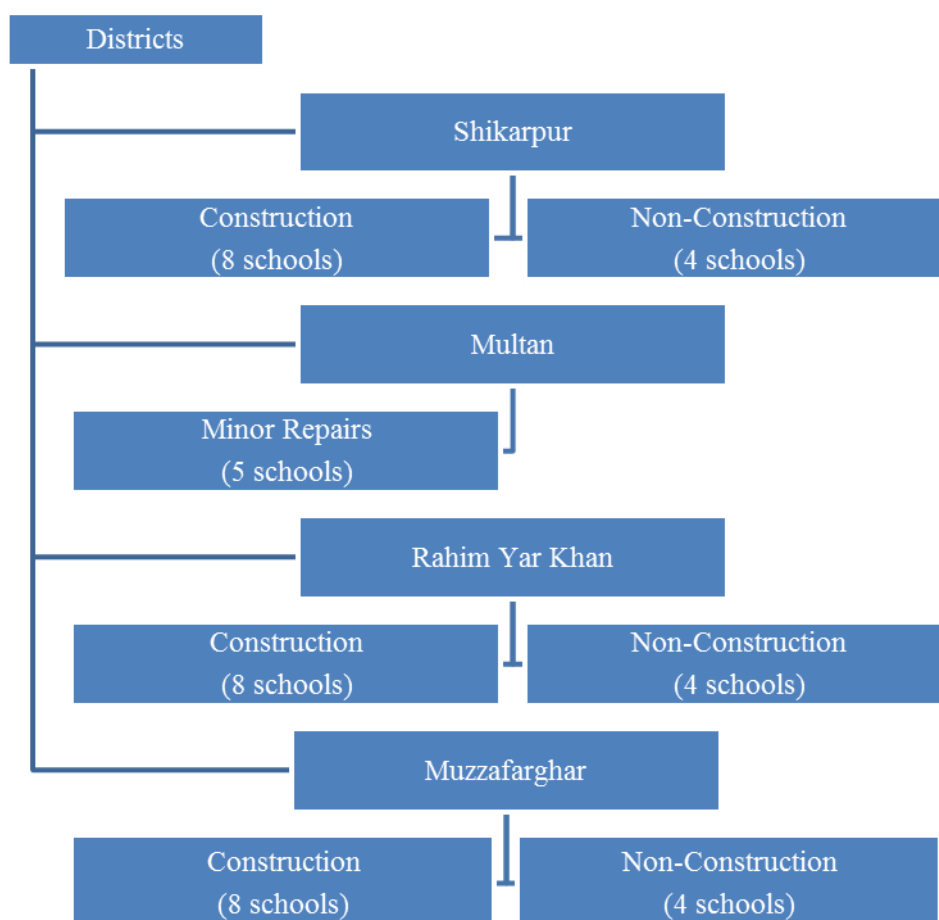 Districts
Shikarpur
Construction
(8 schools)
Non-Construction
(4 schools)
Multan
Minor Repairs
(5 schools)
Rahim Yar Khan
Construction
(8 schools)
Non-Construction
(4 schools)
Muzzafarghar
Construction
(8 schools)
Non-Construction
(4 schools)